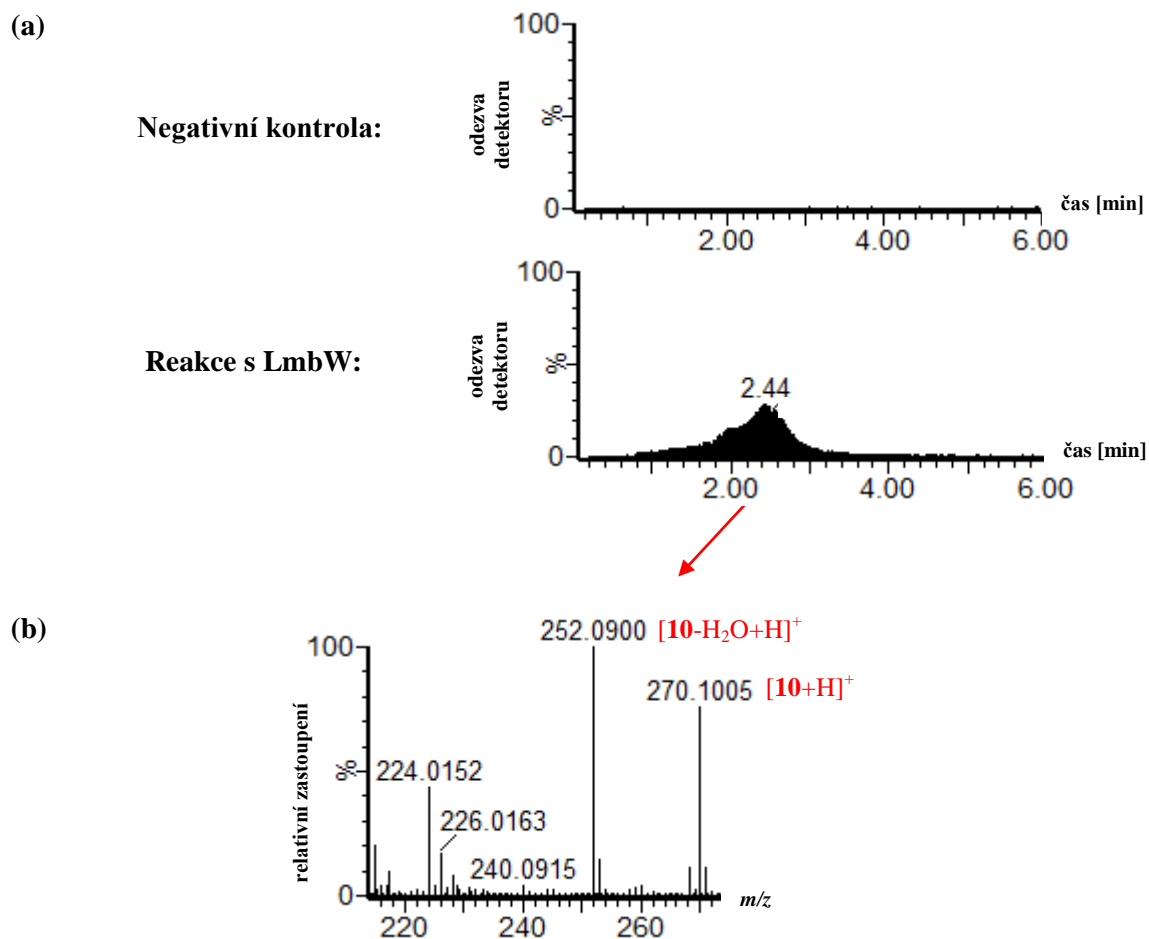 (a)
Negativní kontrola:
odezva
detektoru
100
%
0
2.00 4.00 6.00
čas [min]
Reakce s LmbW:
odezva
detektoru
100
%
0
2.44
2.00 4.00 6.00
čas [min]
(b)
relativní zastoupení
100
%
0
252.0900 [10-H₂O+H]⁺
270.1005 [10+H]⁺
224.0152
226.0163
240.0915
220 240 260
m/z